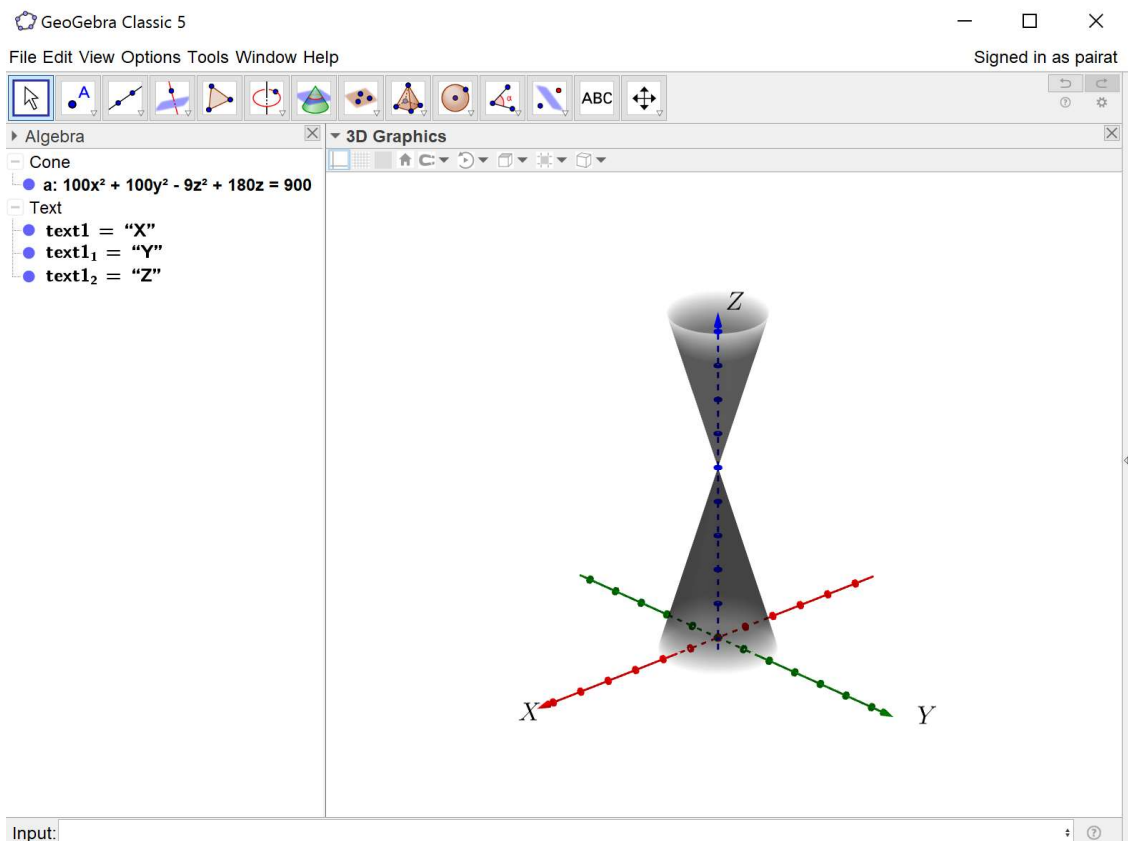 GeoGebra Classic 5
File Edit View Options Tools Window Help
Signed in as pairat
A
α
ABC
Algebra
3D Graphics
Cone
a: 100x² + 100y² - 9z² + 180z = 900
Text
text1 = “X”
text1₁ = “Y”
text1₂ = “Z”
Z
X
Y
Input: